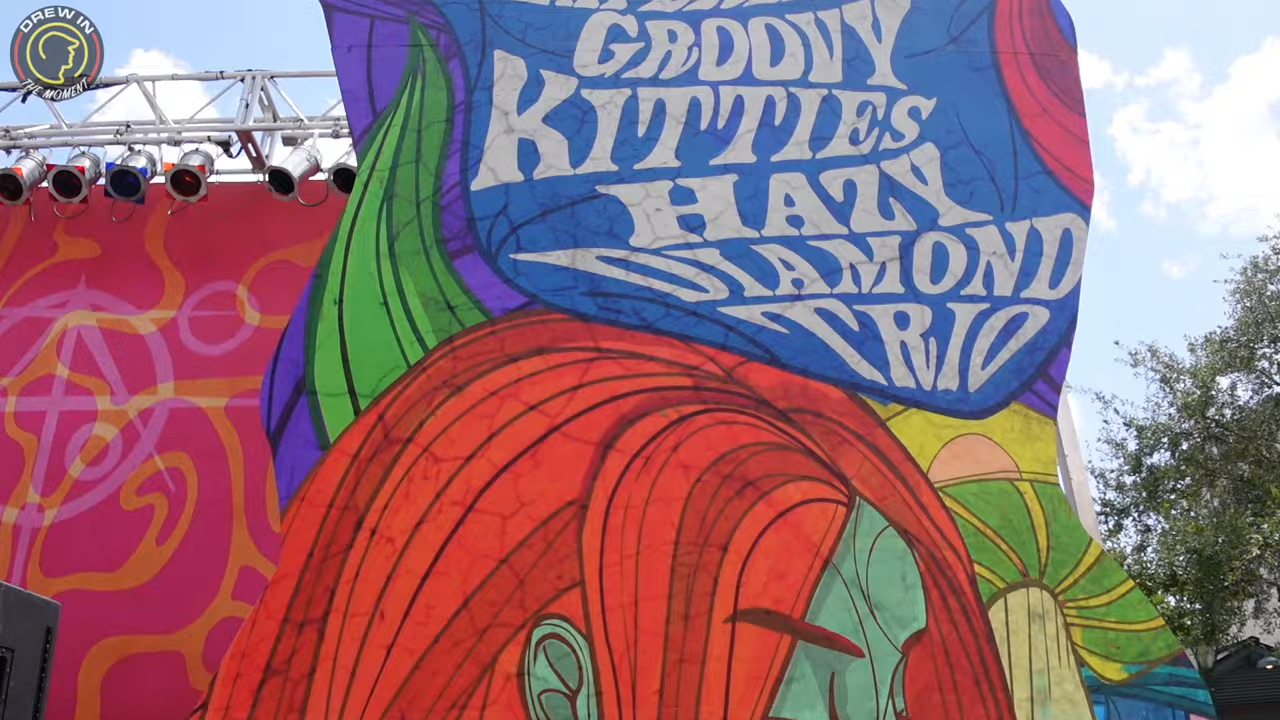 DREW IN
THE MOMENT
GROOVY
KITTIES
HAZY
DIAMOND
TRIO